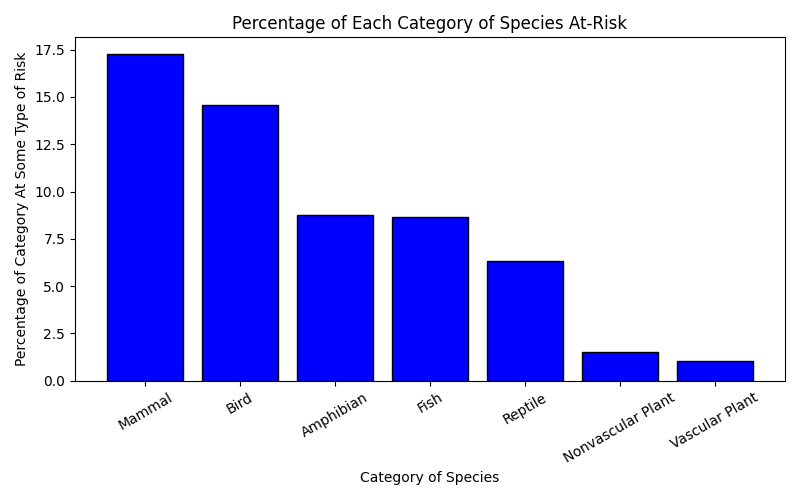 Percentage of Each Category of Species At-Risk
Percentage of Category At Some Type of Risk
17.5
15.0
12.5
10.0
7.5
5.0
2.5
0.0
Mammal
Bird
Amphibian
Fish
Reptile
Nonvascular Plant
Vascular Plant
Category of Species